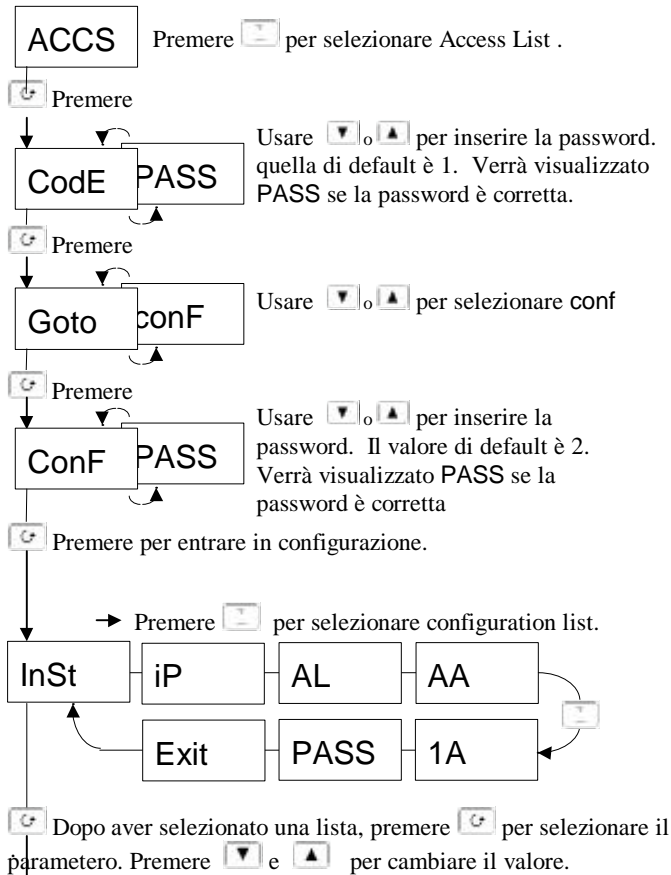 ACCS
Premere per selezionare Access List .
Premere
CodE PASS
Usare ▼ o ▲ per inserire la password.
quella di default è 1. Verrà visualizzato
PASS se la password è corretta.
Premere
Goto conF
Usare ▼ o ▲ per selezionare conf
Premere
ConF PASS
Usare ▼ o ▲ per inserire la
password. Il valore di default è 2.
Verrà visualizzato PASS se la
password è corretta
Premere per entrare in configurazione.
Premere per selezionare configuration list.
InSt iP AL AA
Exit PASS 1A
Dopo aver selezionato una lista, premere per selezionare il
parametero. Premere ▼ e ▲ per cambiare il valore.